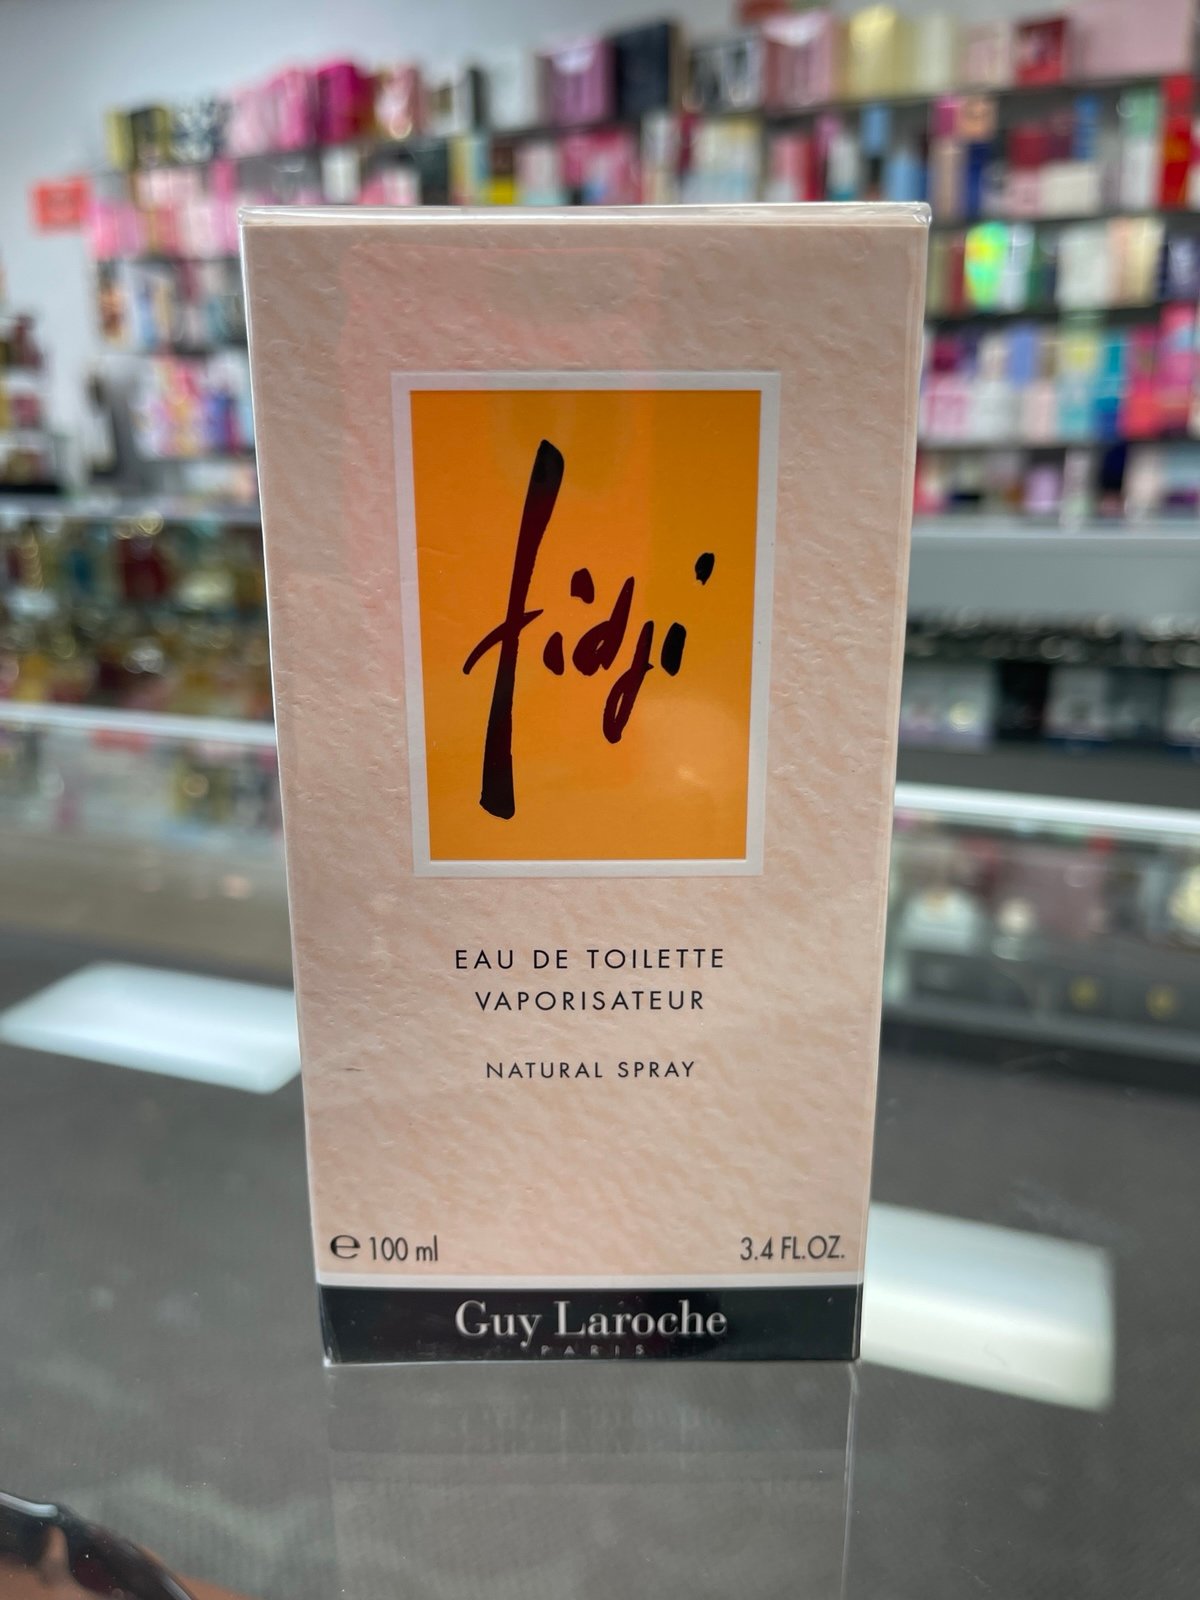 fidji
EAU DE TOILETTE
VAPORISATEUR
NATURAL SPRAY
℮ 100 ml
3.4 FL.OZ.
Guy Laroche
PARIS